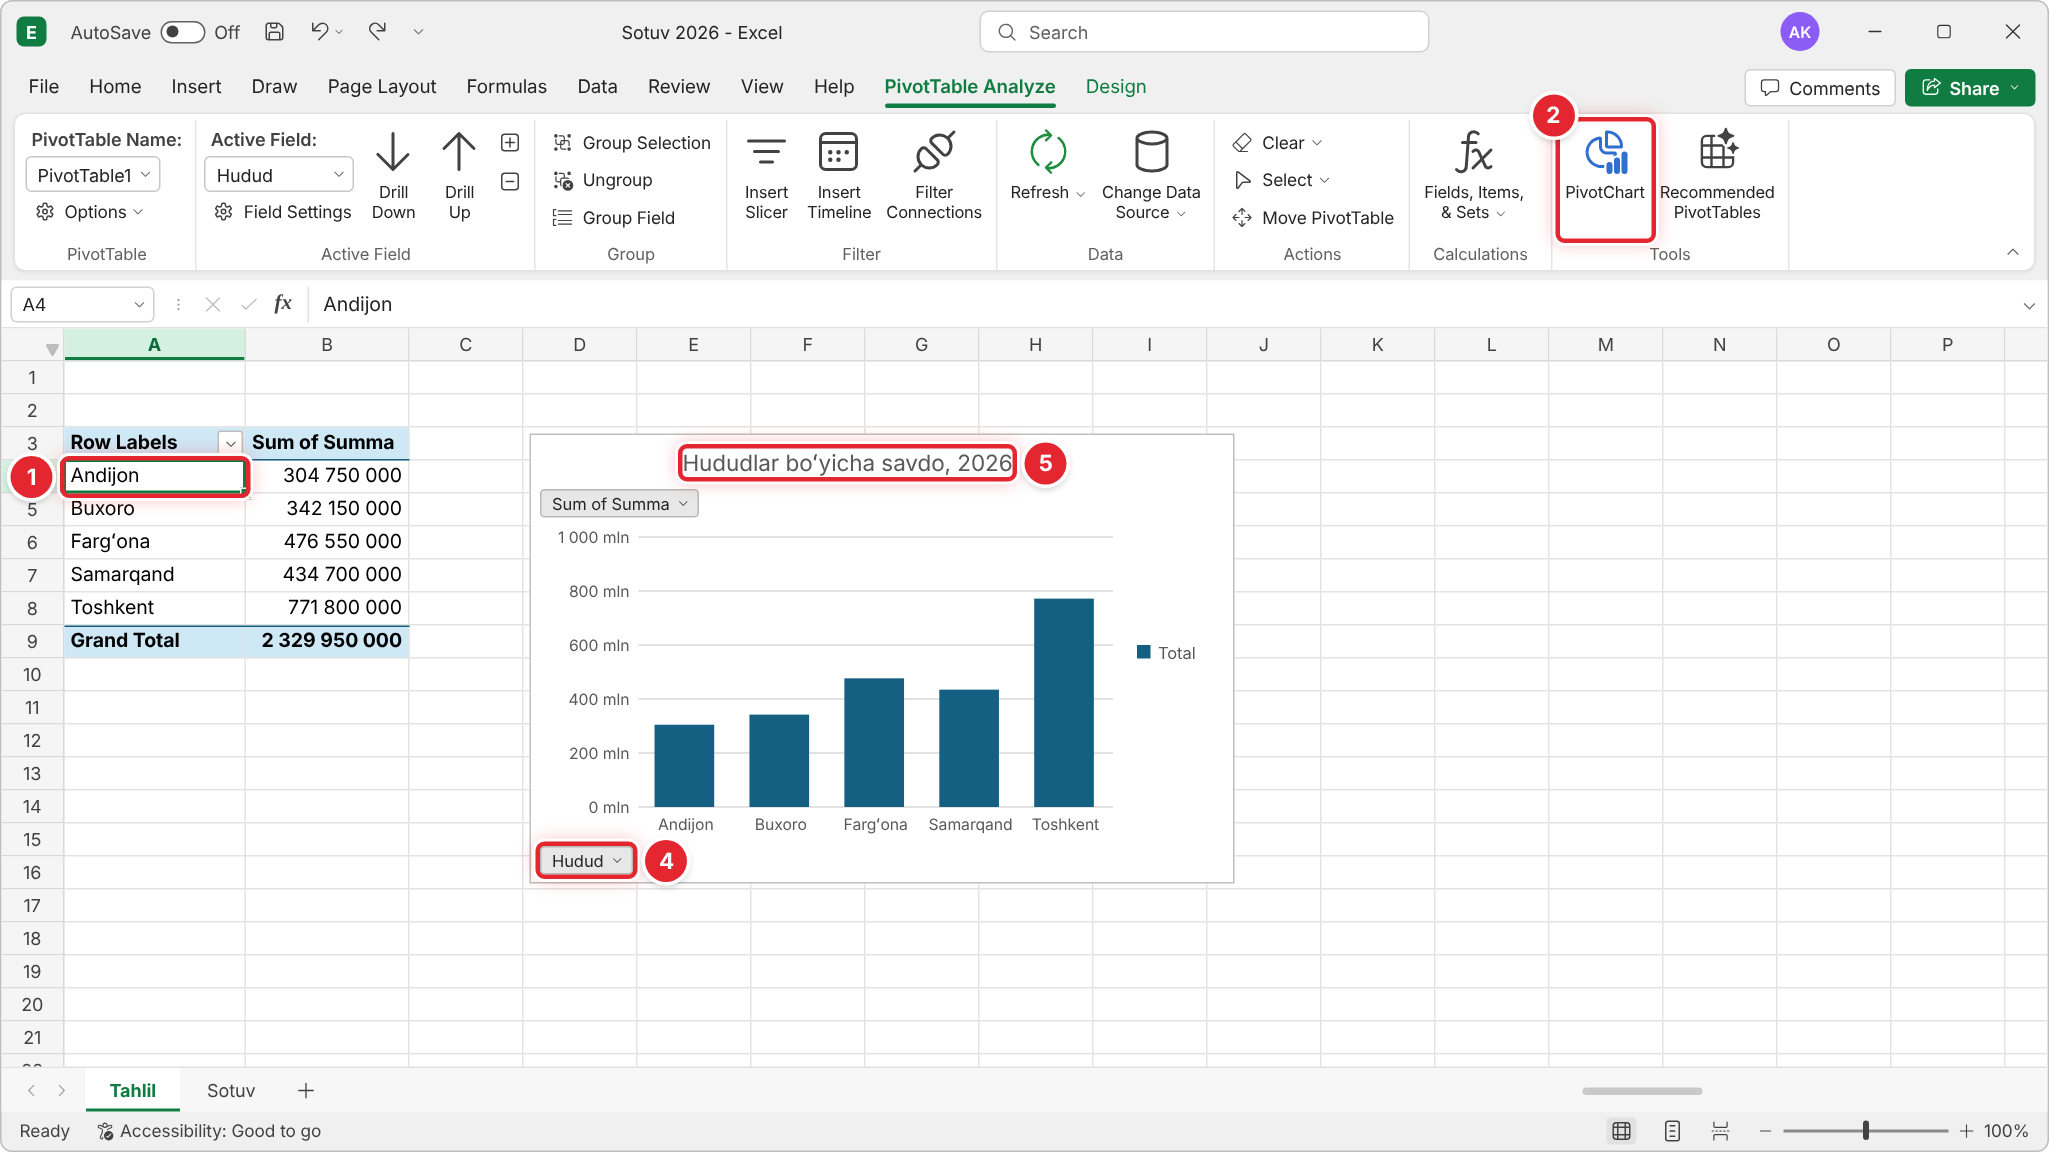 E AutoSave Off Sotuv 2026 - Excel Search AK
File Home Insert Draw Page Layout Formulas Data Review View Help PivotTable Analyze Design Comments Share
PivotTable Name:
PivotTable1
Options
PivotTable
Active Field:
Hudud
Field Settings
Drill Down
Drill Up
Active Field
Group Selection
Ungroup
Group Field
Group
Insert Slicer
Insert Timeline
Filter Connections
Filter
Refresh
Change Data Source
Data
Clear
Select
Move PivotTable
Actions
Fields, Items, & Sets
Calculations
2
PivotChart
Recommended PivotTables
Tools
A4 fx Andijon
A B C D E F G H I J K L M N O P
1
2
3 Row Labels Sum of Summa
1 Andijon 304 750 000
5 Buxoro 342 150 000
6 Fargʻona 476 550 000
7 Samarqand 434 700 000
8 Toshkent 771 800 000
9 Grand Total 2 329 950 000
10
11
12
13
14
15
16
17
18
19
20
21
Hududlar boʻyicha savdo, 2026 5
Sum of Summa
1 000 mln
800 mln
600 mln
400 mln
200 mln
0 mln
Andijon Buxoro Fargʻona Samarqand Toshkent
Total
Hudud 4
Tahlil Sotuv
Ready Accessibility: Good to go 100%